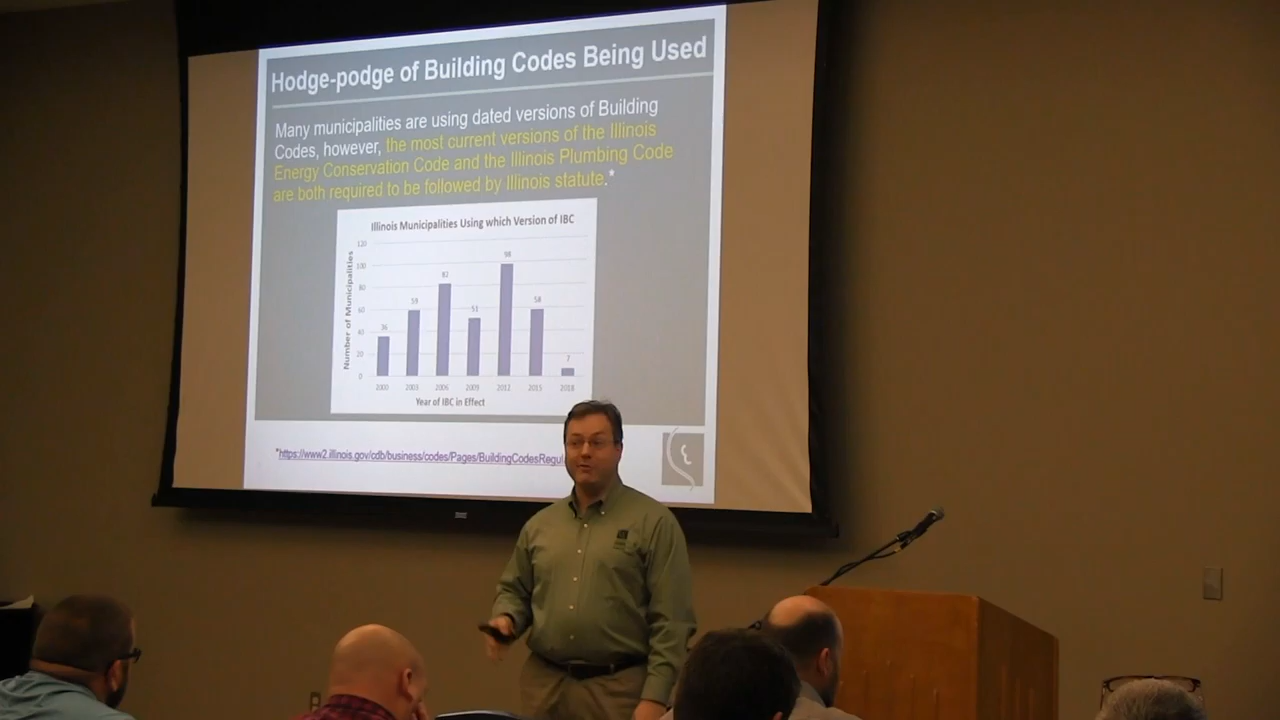 Hodge-podge of Building Codes Being Used
Many municipalities are using dated versions of Building
Codes, however, the most current versions of the Illinois
Energy Conservation Code and the Illinois Plumbing Code
are both required to be followed by Illinois statute.*
Illinois Municipalities Using which Version of IBC
Number of Municipalities
120
100
80
60
40
20
0
36
59
82
51
98
58
7
2000 2003 2006 2009 2012 2015 2018
Year of IBC in Effect
*https://www2.illinois.gov/cdb/business/codes/Pages/BuildingCodesRegul